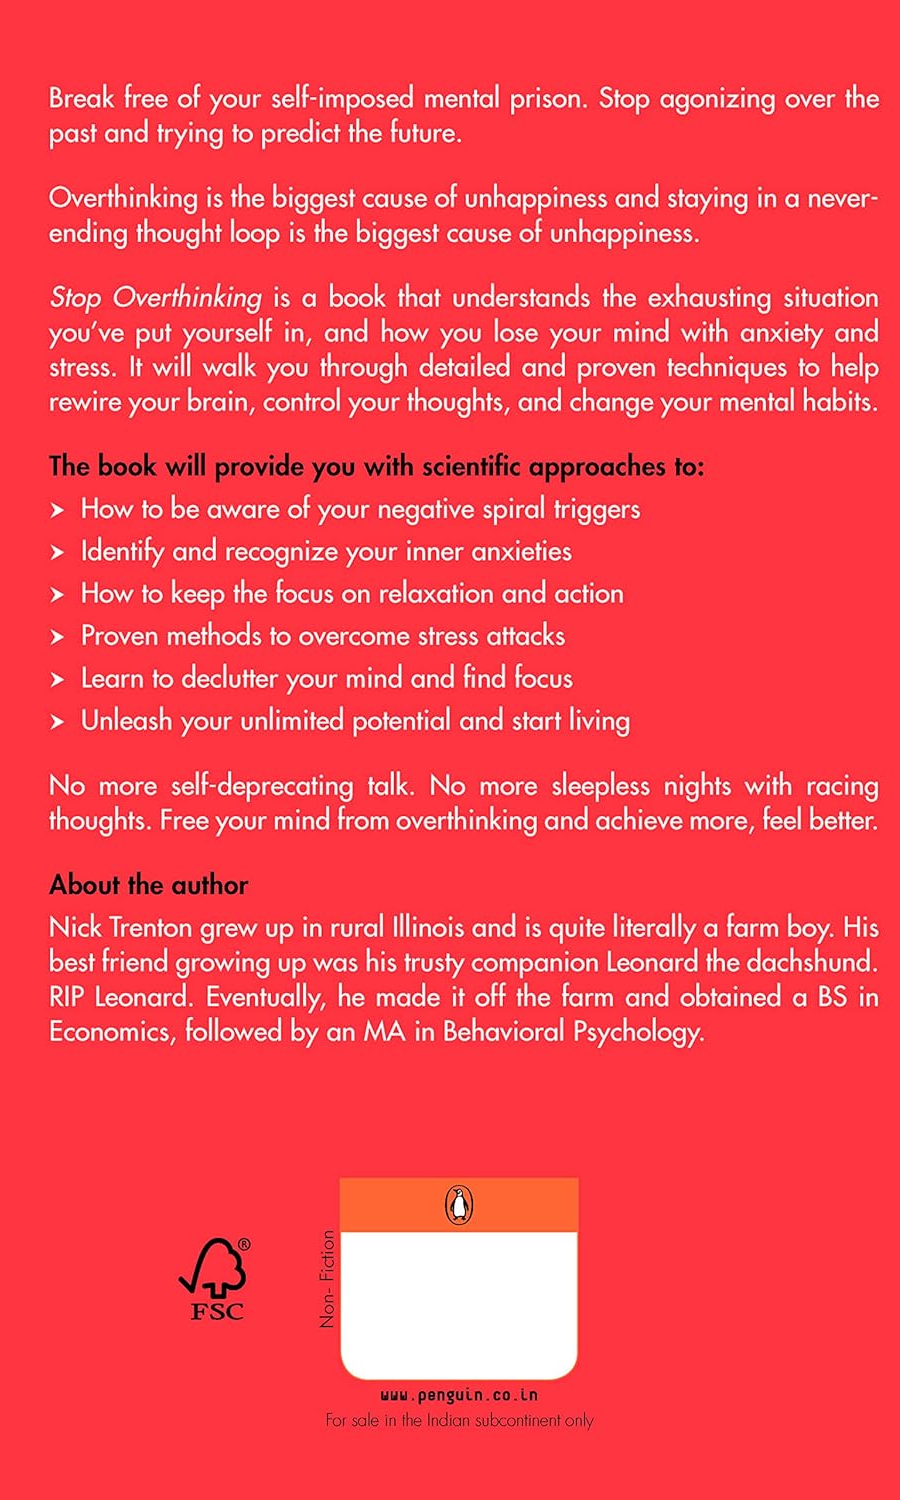 Break free of your self-imposed mental prison. Stop agonizing over the
past and trying to predict the future.
Overthinking is the biggest cause of unhappiness and staying in a never-
ending thought loop is the biggest cause of unhappiness.
Stop Overthinking is a book that understands the exhausting situation
you've put yourself in, and how you lose your mind with anxiety and
stress. It will walk you through detailed and proven techniques to help
rewire your brain, control your thoughts, and change your mental habits.
The book will provide you with scientific approaches to:
➤ How to be aware of your negative spiral triggers
➤ Identify and recognize your inner anxieties
➤ How to keep the focus on relaxation and action
➤ Proven methods to overcome stress attacks
➤ Learn to declutter your mind and find focus
➤ Unleash your unlimited potential and start living
No more self-deprecating talk. No more sleepless nights with racing
thoughts. Free your mind from overthinking and achieve more, feel better.
About the author
Nick Trenton grew up in rural Illinois and is quite literally a farm boy. His
best friend growing up was his trusty companion Leonard the dachshund.
RIP Leonard. Eventually, he made it off the farm and obtained a BS in
Economics, followed by an MA in Behavioral Psychology.
®
FSC
Non- Fiction
www.penguin.co.in
For sale in the Indian subcontinent only